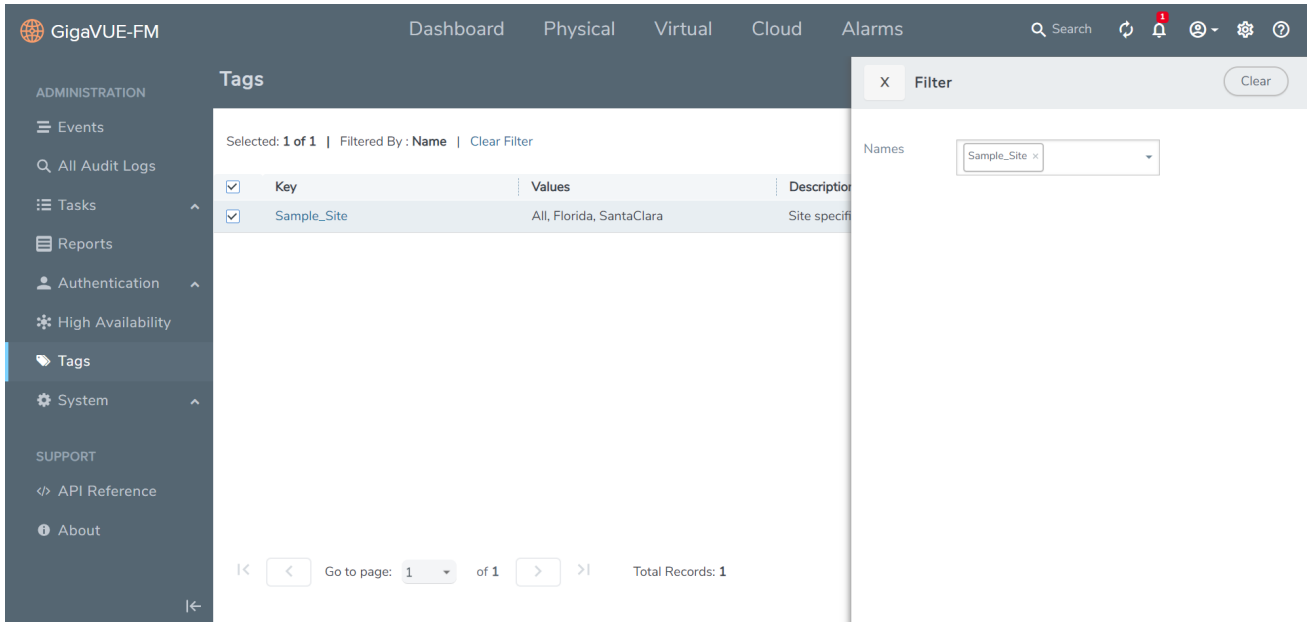 GigaVUE-FM
Dashboard Physical Virtual Cloud Alarms
Search
1
ADMINISTRATION
Events
All Audit Logs
Tasks
Reports
Authentication
High Availability
Tags
System
SUPPORT
API Reference
About
Tags
Selected: 1 of 1 | Filtered By : Name | Clear Filter
Key Values Description
Sample_Site All, Florida, SantaClara Site specifi
Go to page: 1 of 1 Total Records: 1
X Filter Clear
Names Sample_Site ×